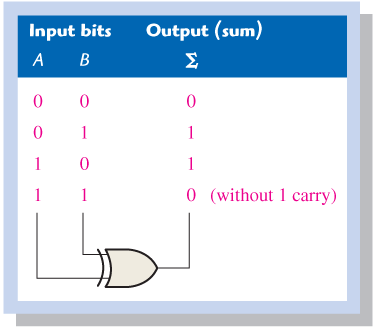 Input bits Output (sum)
A B Σ
0 0 0
0 1 1
1 0 1
1 1 0 (without 1 carry)